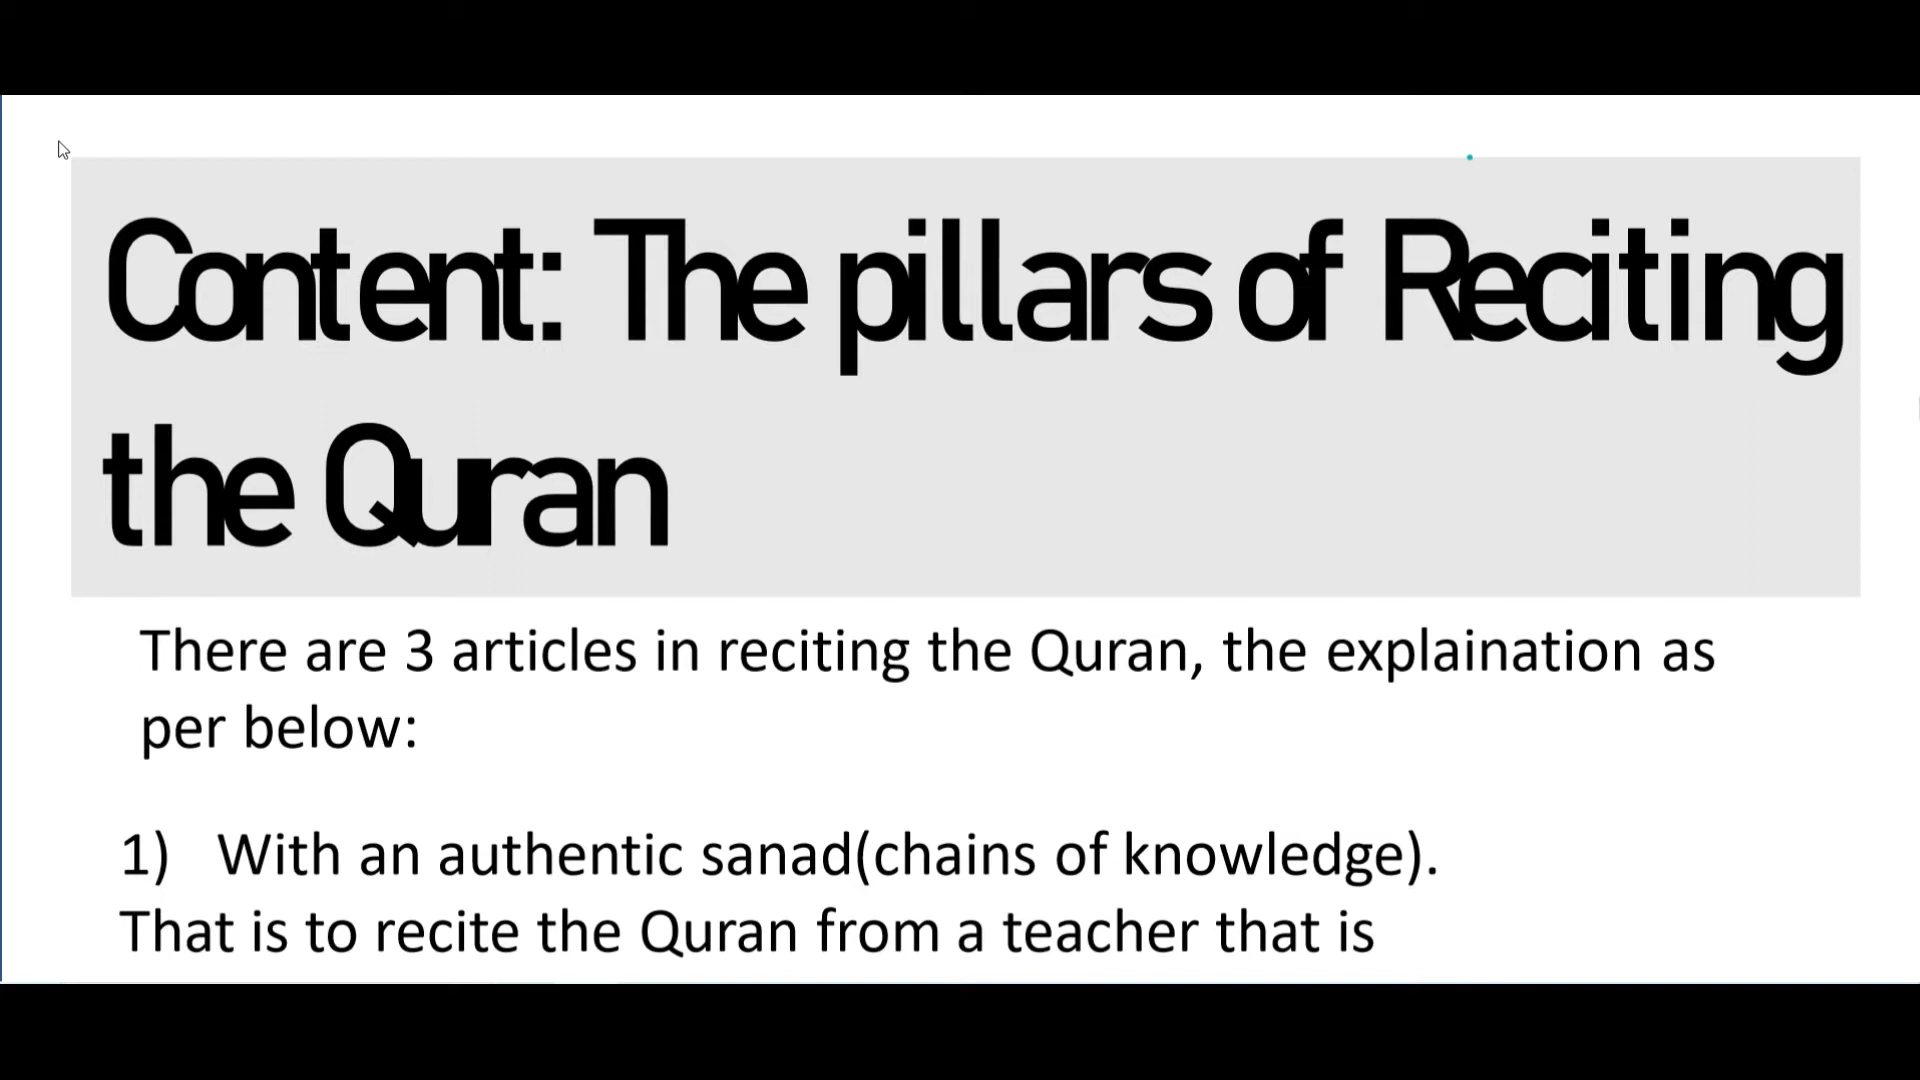 Content: The pillars of Reciting
the Quran
There are 3 articles in reciting the Quran, the explaination as
per below:
1) With an authentic sanad(chains of knowledge).
That is to recite the Quran from a teacher that is